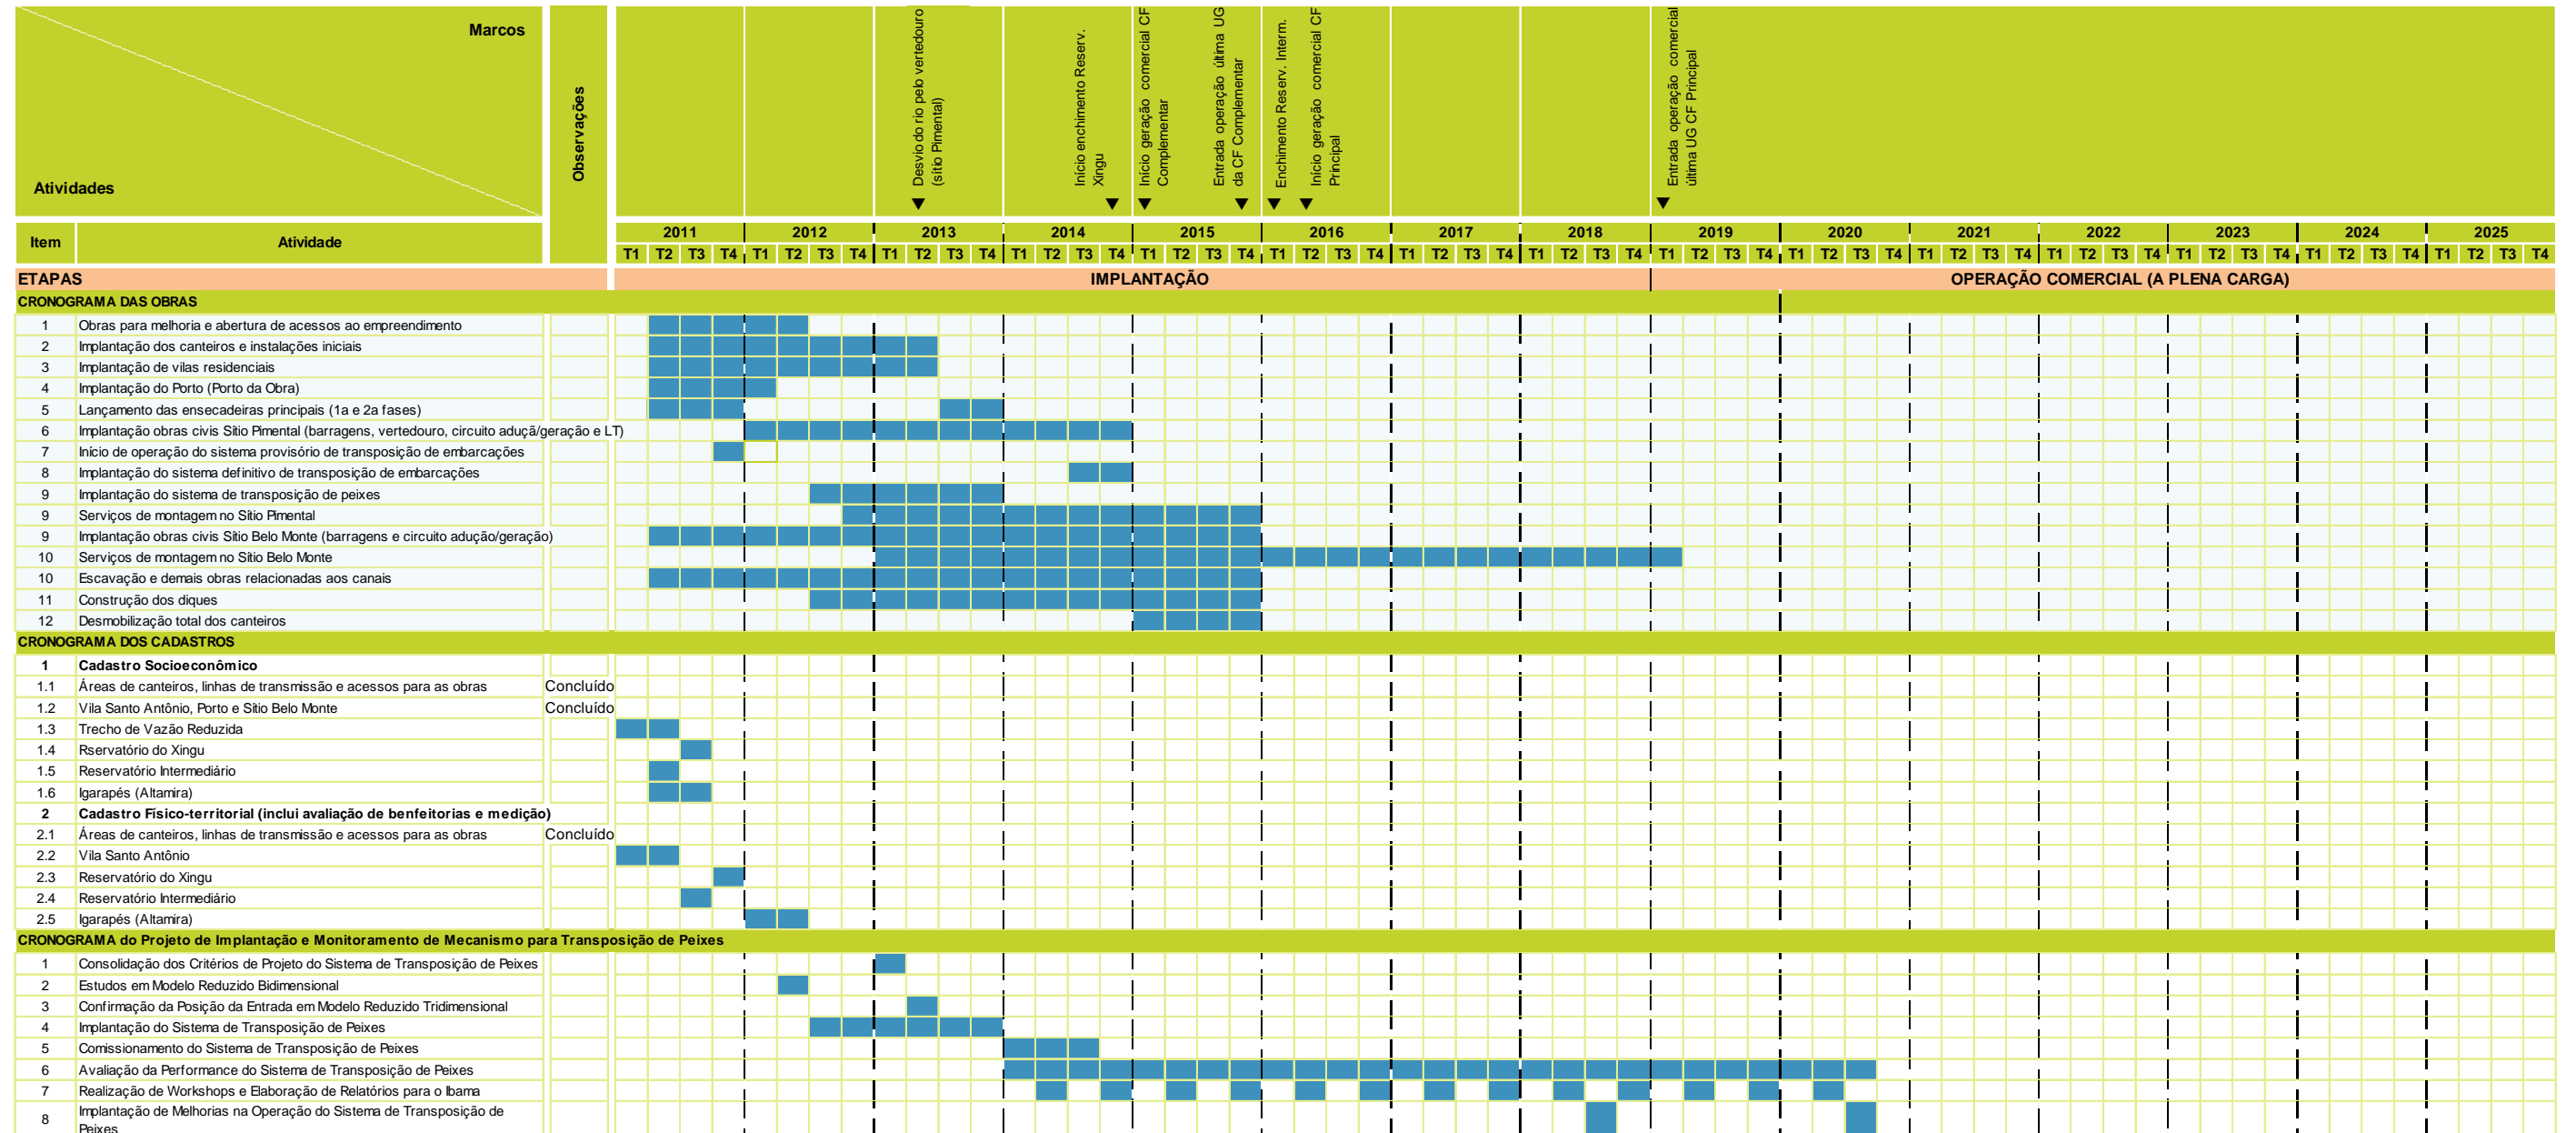 Marcos
Atividades
Observações
Desvio do rio pelo vertedouro
(sítio Pimental)
Início enchimento Reserv.
Xingu
Início geração comercial CF
Complementar
Entrada operação última UG
da CF Complementar
Enchimento Reserv. Interm.
Início geração comercial CF
Principal
Entrada operação comercial
última UG CF Principal
Item Atividade
2011 2012 2013 2014 2015 2016 2017 2018 2019 2020 2021 2022 2023 2024 2025
T1 T2 T3 T4 T1 T2 T3 T4 T1 T2 T3 T4 T1 T2 T3 T4 T1 T2 T3 T4 T1 T2 T3 T4 T1 T2 T3 T4 T1 T2 T3 T4 T1 T2 T3 T4 T1 T2 T3 T4 T1 T2 T3 T4 T1 T2 T3 T4 T1 T2 T3 T4 T1 T2 T3 T4 T1 T2 T3 T4
ETAPAS IMPLANTAÇÃO OPERAÇÃO COMERCIAL (A PLENA CARGA)
CRONOGRAMA DAS OBRAS
1 Obras para melhoria e abertura de acessos ao empreendimento
2 Implantação dos canteiros e instalações iniciais
3 Implantação de vilas residenciais
4 Implantação do Porto (Porto da Obra)
5 Lançamento das ensecadeiras principais (1a e 2a fases)
6 Implantação obras civis Sítio Pimental (barragens, vertedouro, circuito aduçã/geração e LT)
7 Início de operação do sistema provisório de transposição de embarcações
8 Implantação do sistema definitivo de transposição de embarcações
9 Implantação do sistema de transposição de peixes
9 Serviços de montagem no Sítio Pimental
9 Implantação obras civis Sítio Belo Monte (barragens e circuito adução/geração)
10 Serviços de montagem no Sítio Belo Monte
10 Escavação e demais obras relacionadas aos canais
11 Construção dos diques
12 Desmobilização total dos canteiros
CRONOGRAMA DOS CADASTROS
1 Cadastro Socioeconômico
1.1 Áreas de canteiros, linhas de transmissão e acessos para as obras Concluído
1.2 Vila Santo Antônio, Porto e Sítio Belo Monte Concluído
1.3 Trecho de Vazão Reduzida
1.4 Rservatório do Xingu
1.5 Reservatório Intermediário
1.6 Igarapés (Altamira)
2 Cadastro Físico-territorial (inclui avaliação de benfeitorias e medição)
2.1 Áreas de canteiros, linhas de transmissão e acessos para as obras Concluído
2.2 Vila Santo Antônio
2.3 Reservatório do Xingu
2.4 Reservatório Intermediário
2.5 Igarapés (Altamira)
CRONOGRAMA do Projeto de Implantação e Monitoramento de Mecanismo para Transposição de Peixes
1 Consolidação dos Critérios de Projeto do Sistema de Transposição de Peixes
2 Estudos em Modelo Reduzido Bidimensional
3 Confirmação da Posição da Entrada em Modelo Reduzido Tridimensional
4 Implantação do Sistema de Transposição de Peixes
5 Comissionamento do Sistema de Transposição de Peixes
6 Avaliação da Performance do Sistema de Transposição de Peixes
7 Realização de Workshops e Elaboração de Relatórios para o Ibama
8 Implantação de Melhorias na Operação do Sistema de Transposição de
Peixes